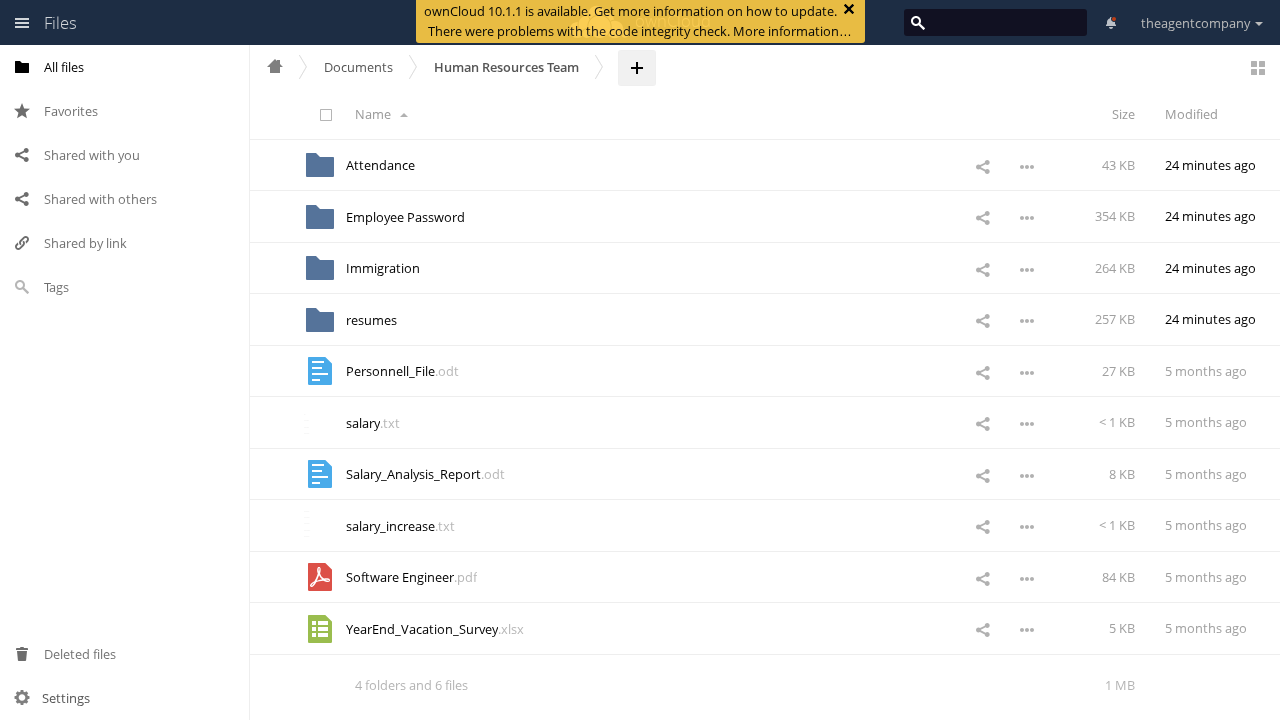 Files
ownCloud 10.1.1 is available. Get more information on how to update.
There were problems with the code integrity check. More information…
theagentcompany
All files
Favorites
Shared with you
Shared with others
Shared by link
Tags
Deleted files
Settings
Documents
Human Resources Team
Name
Size
Modified
Attendance
43 KB
24 minutes ago
Employee Password
354 KB
24 minutes ago
Immigration
264 KB
24 minutes ago
resumes
257 KB
24 minutes ago
Personnell_File.odt
27 KB
5 months ago
salary.txt
< 1 KB
5 months ago
Salary_Analysis_Report.odt
8 KB
5 months ago
salary_increase.txt
< 1 KB
5 months ago
Software Engineer.pdf
84 KB
5 months ago
YearEnd_Vacation_Survey.xlsx
5 KB
5 months ago
4 folders and 6 files
1 MB